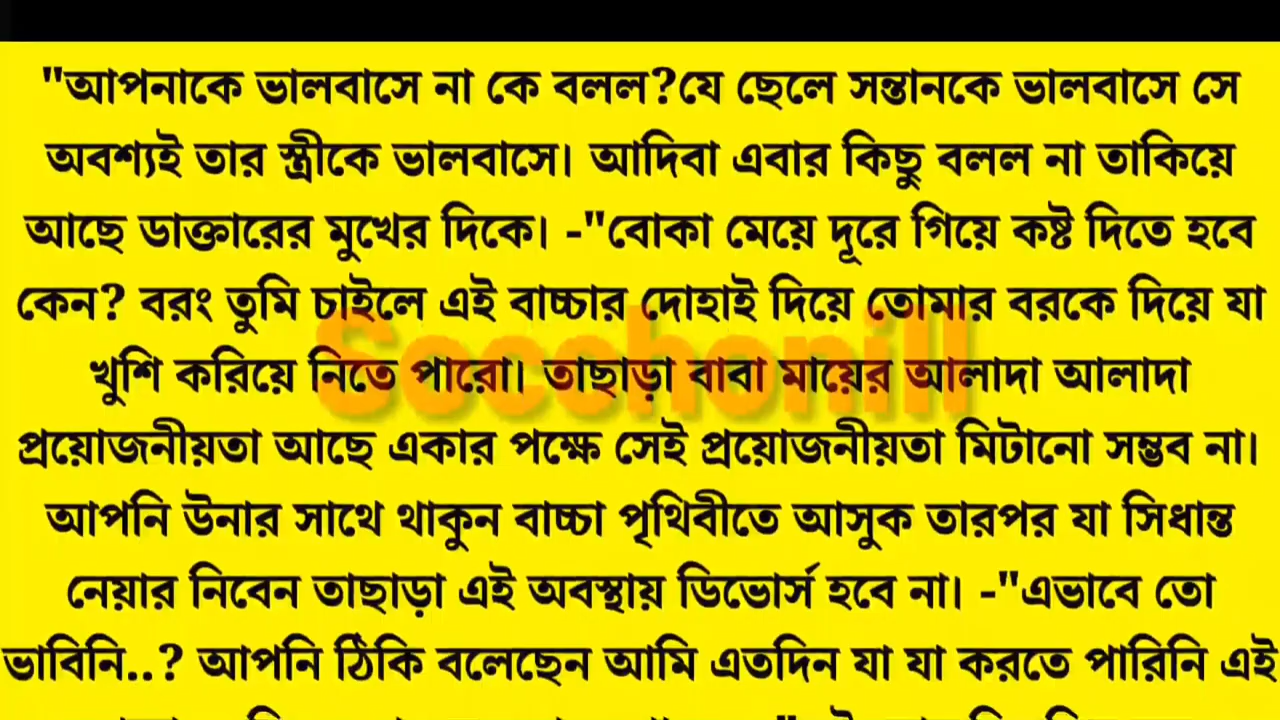 "আপনাকে ভালবাসে না কে বলল?যে ছেলে সন্তানকে ভালবাসে সে
অবশ্যই তার স্ত্রীকে ভালবাসে। আদিবা এবার কিছু বলল না তাকিয়ে
আছে ডাক্তারের মুখের দিকে। -"বোকা মেয়ে দূরে গিয়ে কষ্ট দিতে হবে
কেন? বরং তুমি চাইলে এই বাচ্চার দোহাই দিয়ে তোমার বরকে দিয়ে যা
খুশি করিয়ে নিতে পারো। তাছাড়া বাবা মায়ের আলাদা আলাদা
প্রয়োজনীয়তা আছে একার পক্ষে সেই প্রয়োজনীয়তা মিটানো সম্ভব না।
আপনি উনার সাথে থাকুন বাচ্চা পৃথিবীতে আসুক তারপর যা সিধান্ত
নেয়ার নিবেন তাছাড়া এই অবস্থায় ডিভোর্স হবে না। -"এভাবে তো
ভাবিনি..? আপনি ঠিকি বলেছেন আমি এতদিন যা যা করতে পারিনি এই